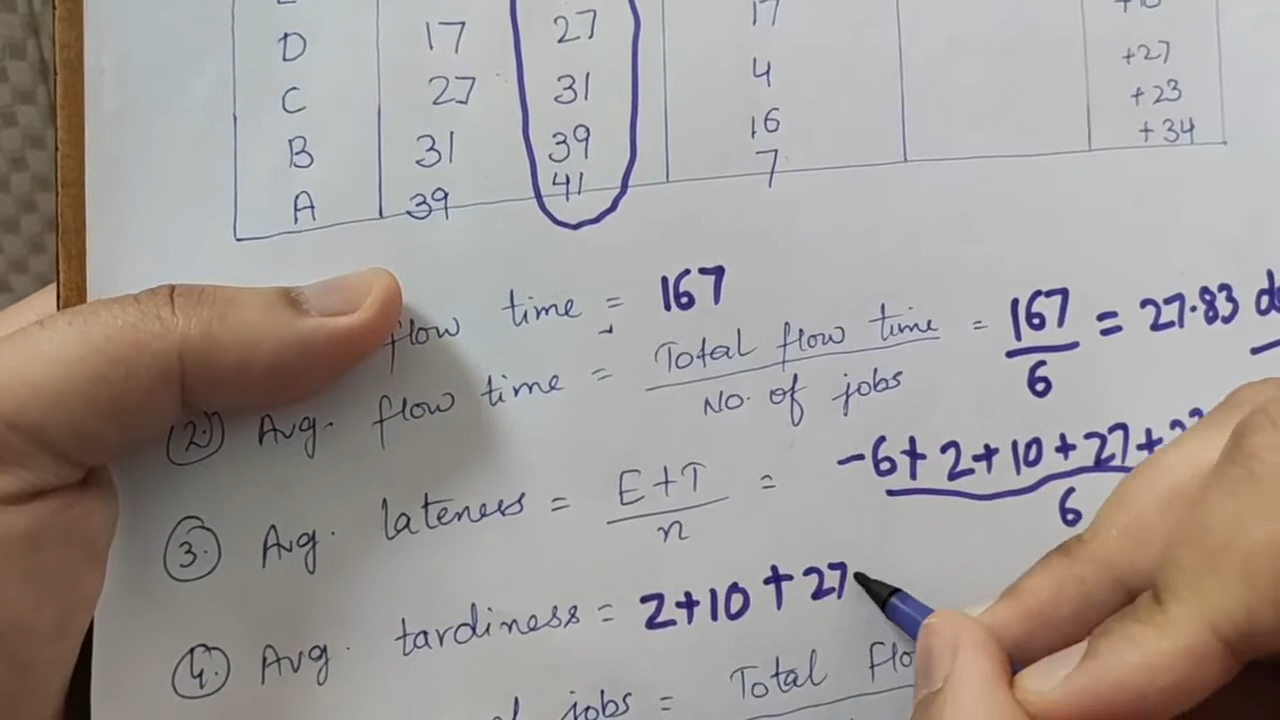 17
D 17 27 4 +27
C 27 31 16 +23
B 31 39 7 +34
A 39 41
flow time = 167
(2.) Avg. flow time = Total flow time / No. of jobs = 167 / 6 = 27.83
(3.) Avg. lateness = E+T / n = -6+2+10+27+ / 6
(4.) Avg. tardiness = 2+10+27
jobs = Total